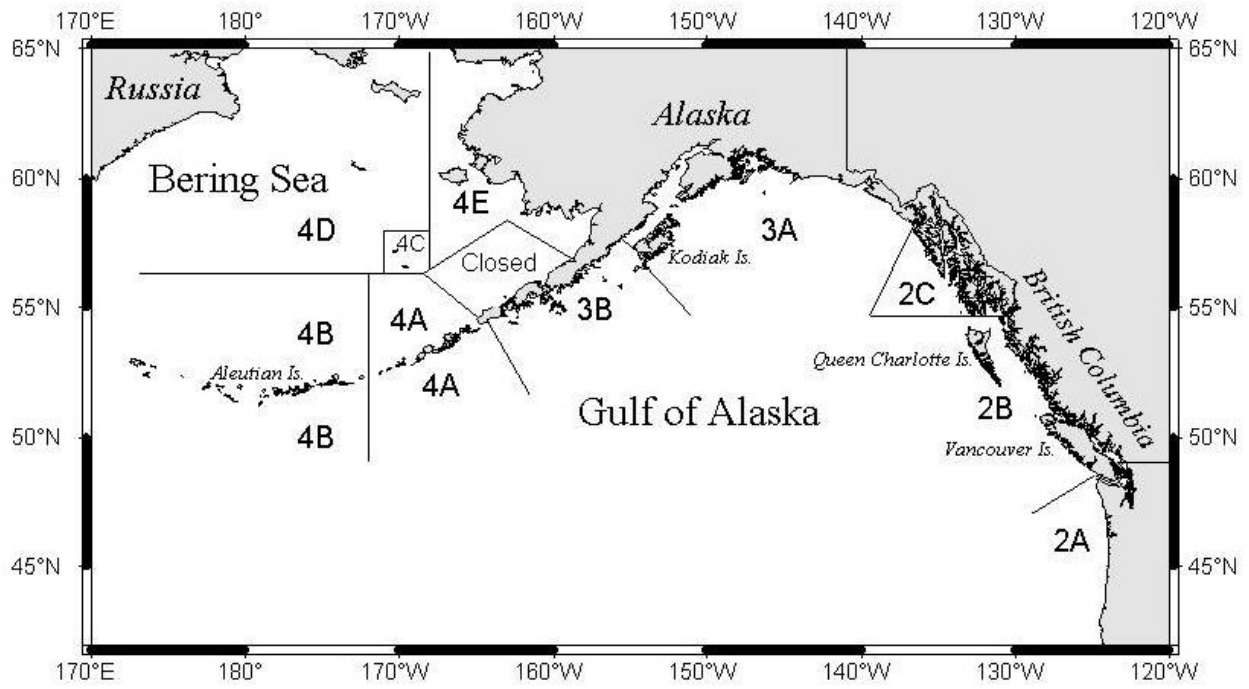 170°E 180° 170°W 160°W 150°W 140°W 130°W 120°W
65°N 65°N
Russia
Alaska
60°N 60°N
Bering Sea
4E
4D
4C
3A
Closed
Kodiak Is.
2C
British Columbia
55°N 55°N
4B
4A
3B
Aleutian Is.
Queen Charlotte Is.
4A
Gulf of Alaska
2B
50°N 50°N
4B
Vancouver Is.
2A
45°N 45°N
170°E 180° 170°W 160°W 150°W 140°W 130°W 120°W